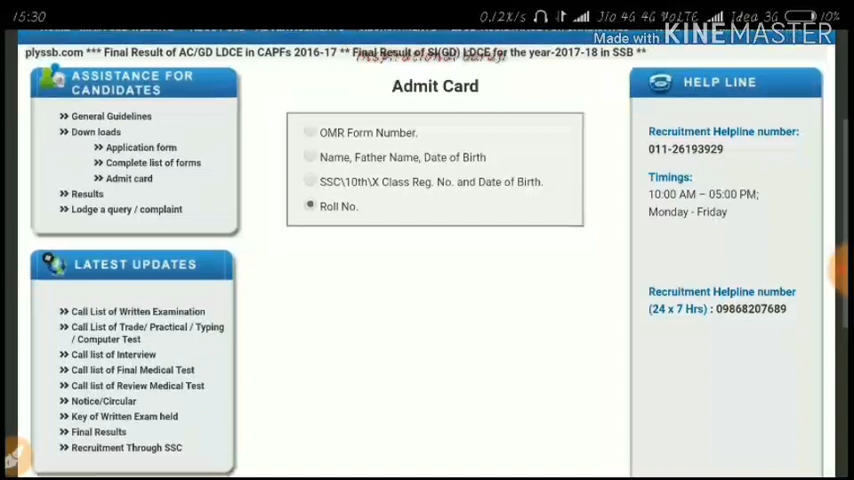 15:30
0.12K/s Jio 4G 4G VoLTE Idea 3G 10%
Made with KINEMASTER
plyssb.com *** Final Result of AC/GD LDCE in CAPFs 2016-17 ** Final Result of SI(GD) LDCE for the year-2017-18 in SSB **
ASSISTANCE FOR
CANDIDATES
General Guidelines
Down loads
Application form
Complete list of forms
Admit card
Results
Lodge a query / complaint
LATEST UPDATES
Call List of Written Examination
Call List of Trade/ Practical / Typing
/ Computer Test
Call list of Interview
Call list of Final Medical Test
Call list of Review Medical Test
Notice/Circular
Key of Written Exam held
Final Results
Recruitment Through SSC
Admit Card
OMR Form Number.
Name, Father Name, Date of Birth
SSC\10th\X Class Reg. No. and Date of Birth.
Roll No.
HELP LINE
Recruitment Helpline number:
011-26193929
Timings:
10:00 AM – 05:00 PM;
Monday - Friday
Recruitment Helpline number
(24 x 7 Hrs) : 09868207689